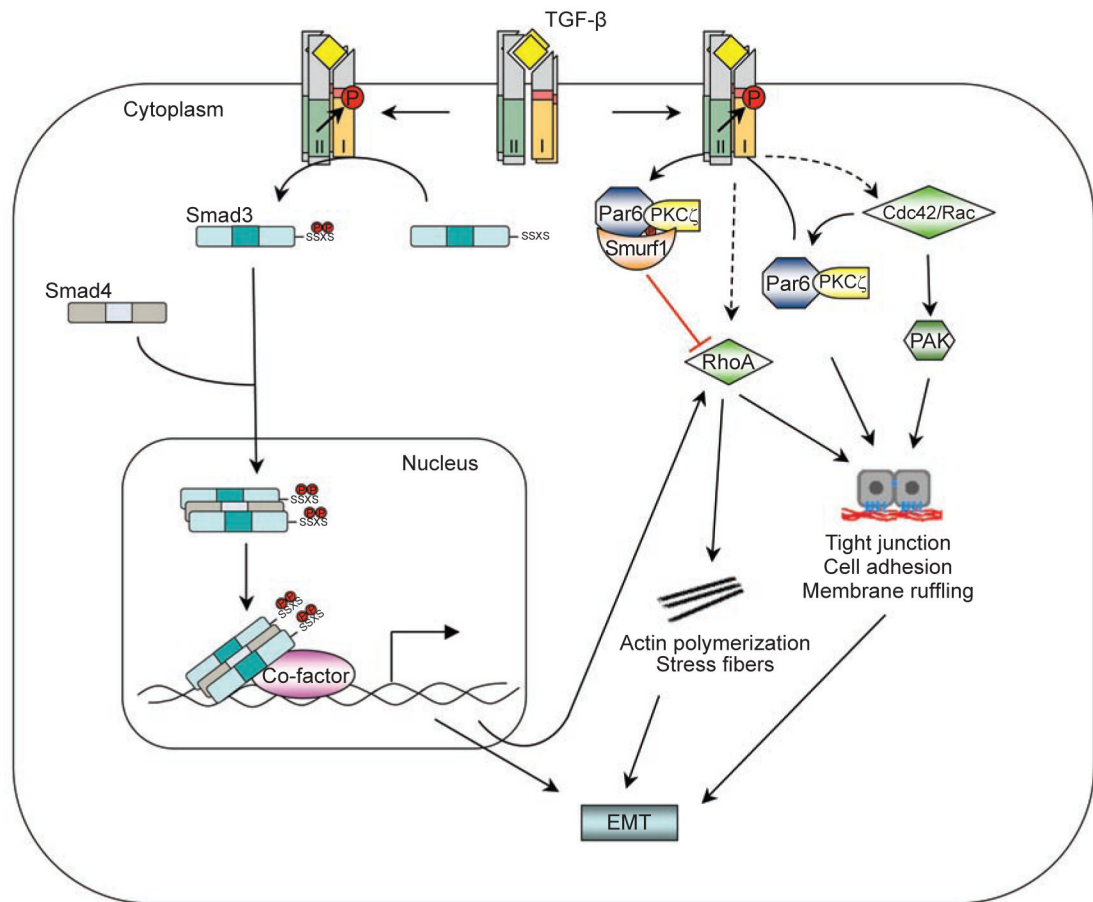 TGF-β
Cytoplasm
P
II
I
II
I
P
II
I
Smad3
P P
SSXS
SSXS
Par6
PKCζ
P
Smurf1
Cdc42/Rac
Par6
PKCζ
Smad4
PAK
RhoA
Nucleus
P P
SSXS
P P
SSXS
Tight junction
Cell adhesion
Membrane ruffling
P P
SSXS
P P
SSXS
Co-factor
Actin polymerization
Stress fibers
EMT